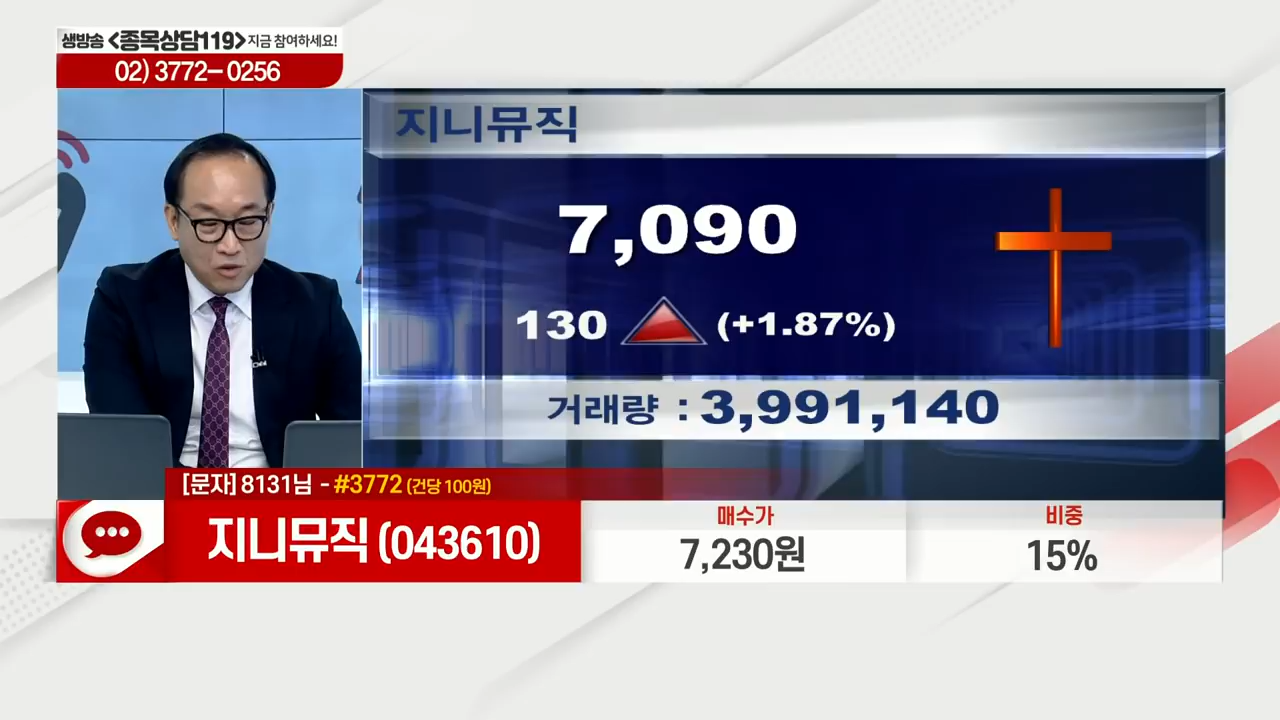 생방송 <종목상담119> 지금 참여하세요!
02) 3772-0256
지니뮤직
7,090
130 (+1.87%)
거래량 : 3,991,140
[문자] 8131님 - #3772 (건당 100원)
지니뮤직 (043610)
매수가
7,230원
비중
15%